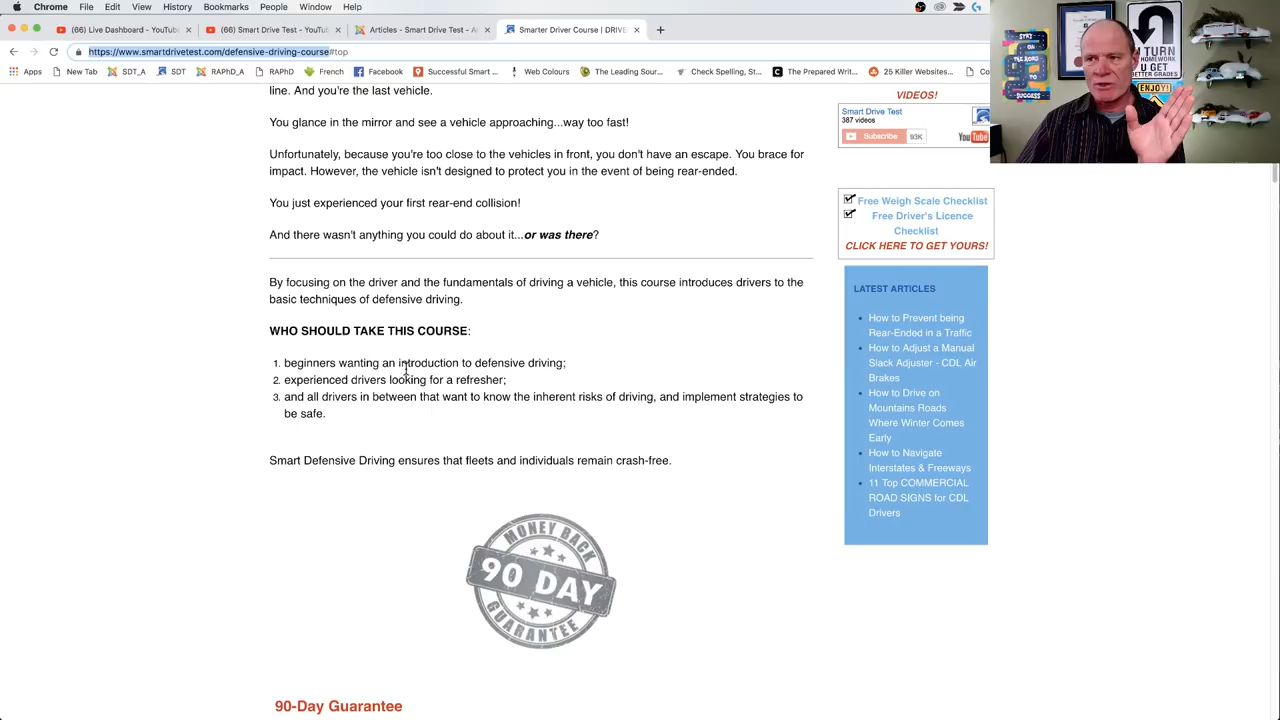 Chrome File Edit View History Bookmarks People Window Help
(66) Live Dashboard - YouTube
(66) Smart Drive Test - YouTube
Articles - Smart Drive Test - A
Smarter Driver Course | DRIVE
https://www.smartdrivetest.com/defensive-driving-course#top
Apps New Tab SDT_A SDT RAPhD_A RAPhD French Facebook Successful Smart ... Web Colours The Leading Sour... Check Spelling, St... The Prepared Writ... 25 Killer Websites...
STAY
ON
THE ROAD
TO
SUCCESS
U TURN
HOMEWORK
U GET
BETTER GRADES
ENJOY!
line. And you're the last vehicle.
You glance in the mirror and see a vehicle approaching...way too fast!
Unfortunately, because you're too close to the vehicles in front, you don't have an escape. You brace for
impact. However, the vehicle isn't designed to protect you in the event of being rear-ended.
You just experienced your first rear-end collision!
And there wasn't anything you could do about it...or was there?
By focusing on the driver and the fundamentals of driving a vehicle, this course introduces drivers to the
basic techniques of defensive driving.
WHO SHOULD TAKE THIS COURSE:
1. beginners wanting an introduction to defensive driving;
2. experienced drivers looking for a refresher;
3. and all drivers in between that want to know the inherent risks of driving, and implement strategies to
be safe.
Smart Defensive Driving ensures that fleets and individuals remain crash-free.
MONEY BACK
90 DAY
GUARANTEE
90-Day Guarantee
VIDEOS!
Smart Drive Test
387 videos
Subscribe 93K
YouTube
Free Weigh Scale Checklist
Free Driver's Licence
Checklist
CLICK HERE TO GET YOURS!
LATEST ARTICLES
How to Prevent being
Rear-Ended in a Traffic
How to Adjust a Manual
Slack Adjuster - CDL Air
Brakes
How to Drive on
Mountains Roads
Where Winter Comes
Early
How to Navigate
Interstates & Freeways
11 Top COMMERCIAL
ROAD SIGNS for CDL
Drivers